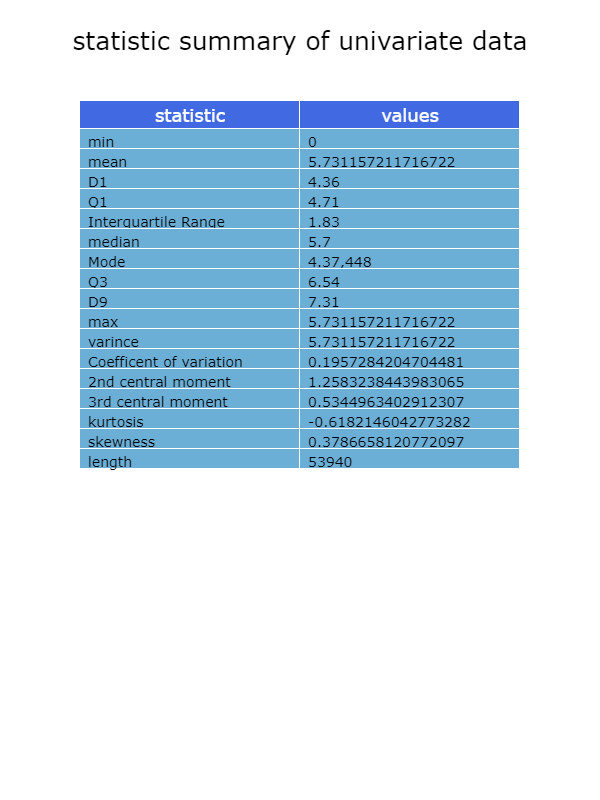 statistic summary of univariate data
statistic values
min 0
mean 5.731157211716722
D1 4.36
Q1 4.71
Interquartile Range 1.83
median 5.7
Mode 4.37,448
Q3 6.54
D9 7.31
max 5.731157211716722
varince 5.731157211716722
Coefficent of variation 0.1957284204704481
2nd central moment 1.2583238443983065
3rd central moment 0.5344963402912307
kurtosis -0.6182146042773282
skewness 0.3786658120772097
length 53940